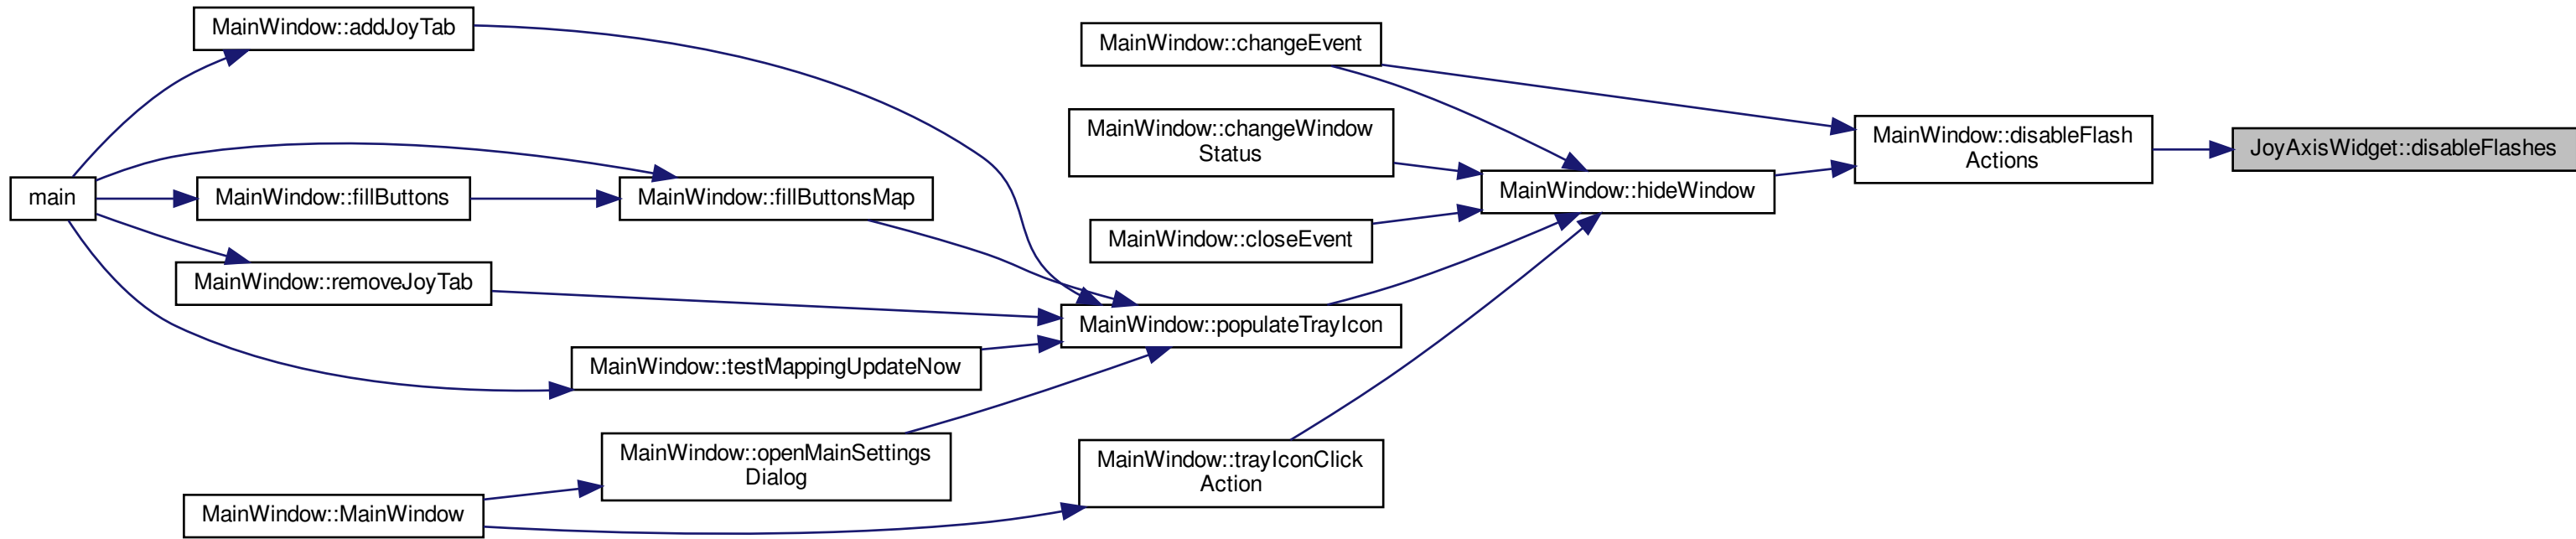 MainWindow::addJoyTab
MainWindow::changeEvent
MainWindow::changeWindow
Status
MainWindow::disableFlash
Actions
JoyAxisWidget::disableFlashes
main
MainWindow::fillButtons
MainWindow::fillButtonsMap
MainWindow::hideWindow
MainWindow::closeEvent
MainWindow::removeJoyTab
MainWindow::populateTrayIcon
MainWindow::testMappingUpdateNow
MainWindow::openMainSettings
Dialog
MainWindow::trayIconClick
Action
MainWindow::MainWindow